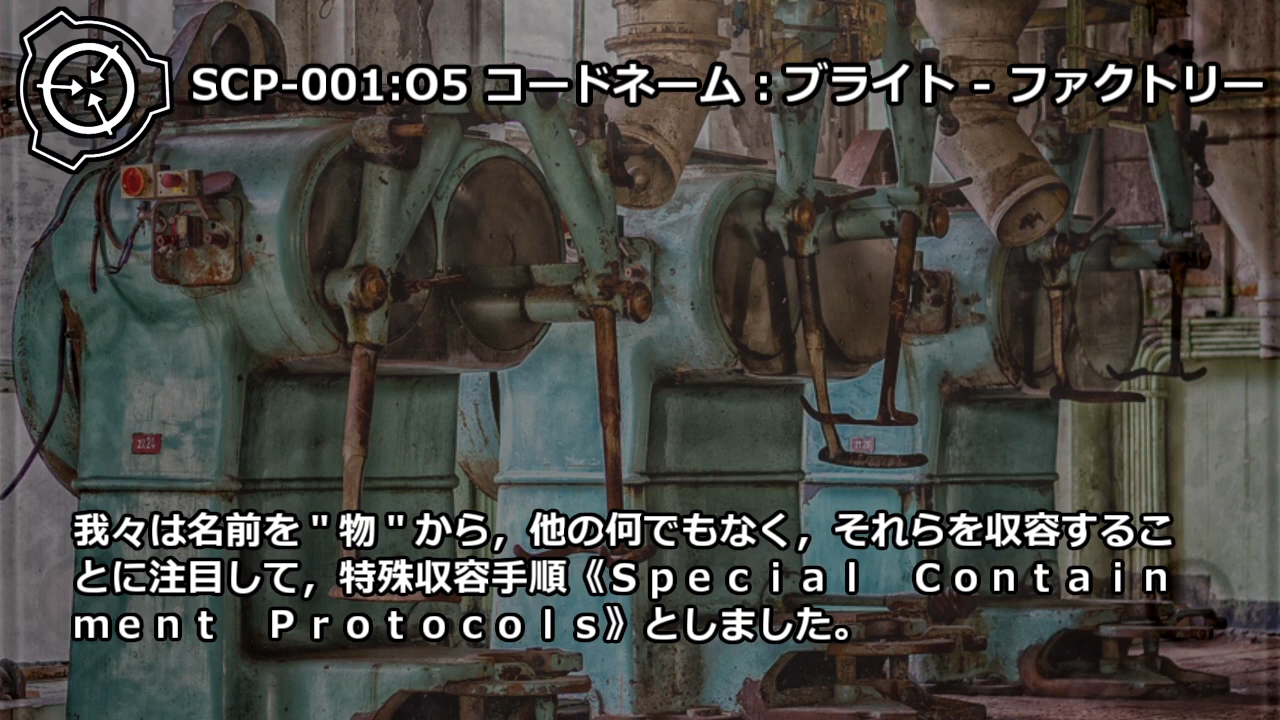 SCP-001:O5 コードネーム：ブライト - ファクトリー
我々は名前を＂物＂から，他の何でもなく，それらを収容するこ
とに注目して，特殊収容手順《Ｓｐｅｃｉａｌ　Ｃｏｎｔａｉｎ
ｍｅｎｔ　Ｐｒｏｔｏｃｏｌｓ》としました。